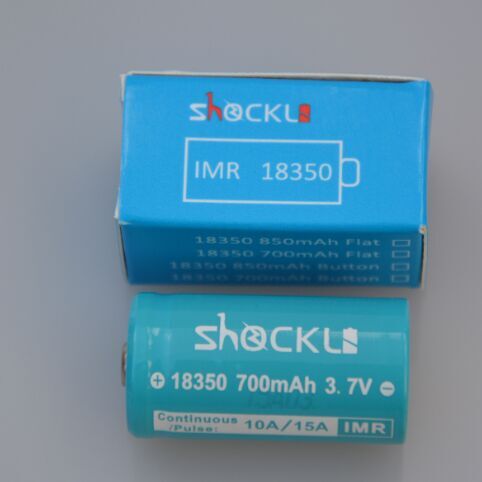 shockli
IMR 18350
18350 850mAh Flat
18350 700mAh Flat
18350 850mAh Button
18350 700mAh Button
shockli
+ 18350 700mAh 3.7V -
Continuous
/Pulse: 10A/15A IMR